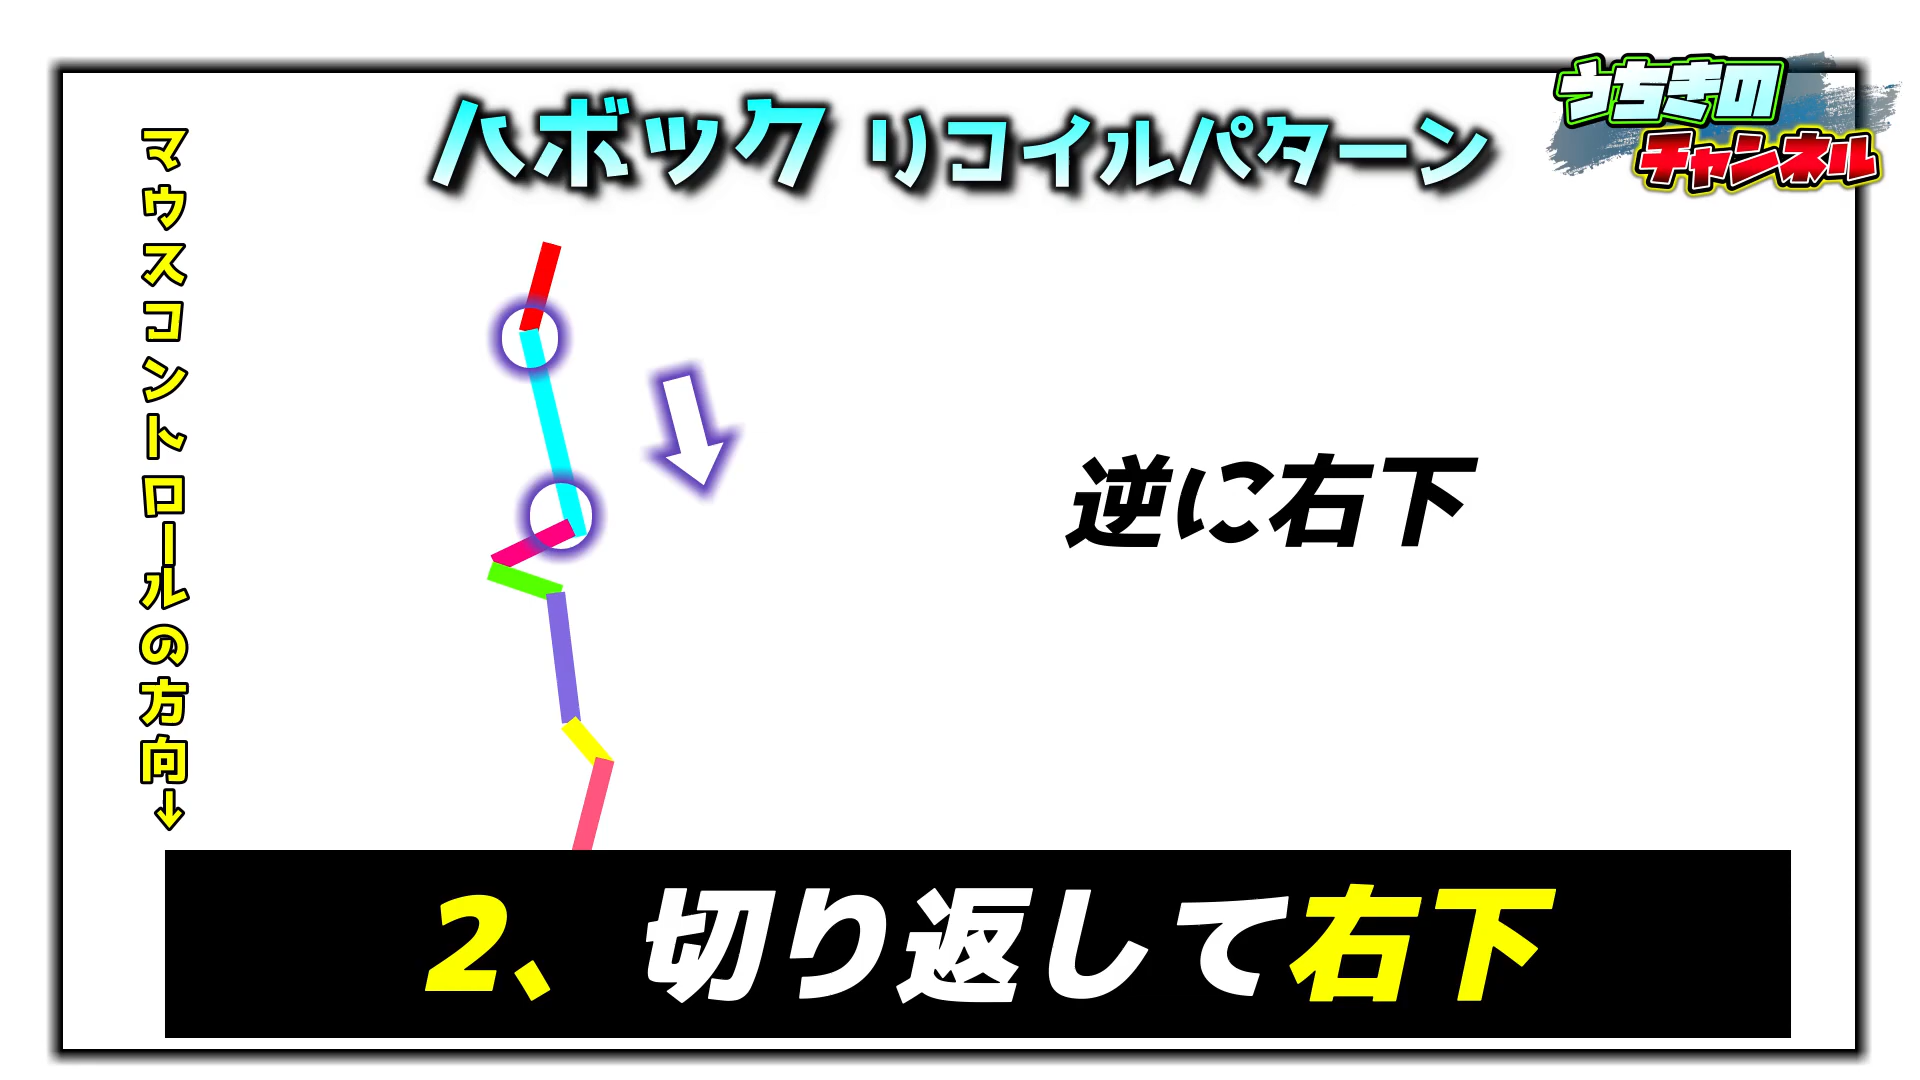 ハボック リコイルパターン
うちきの
チャンネル
マウスコントロールの方向→
逆に右下
2、切り返して右下